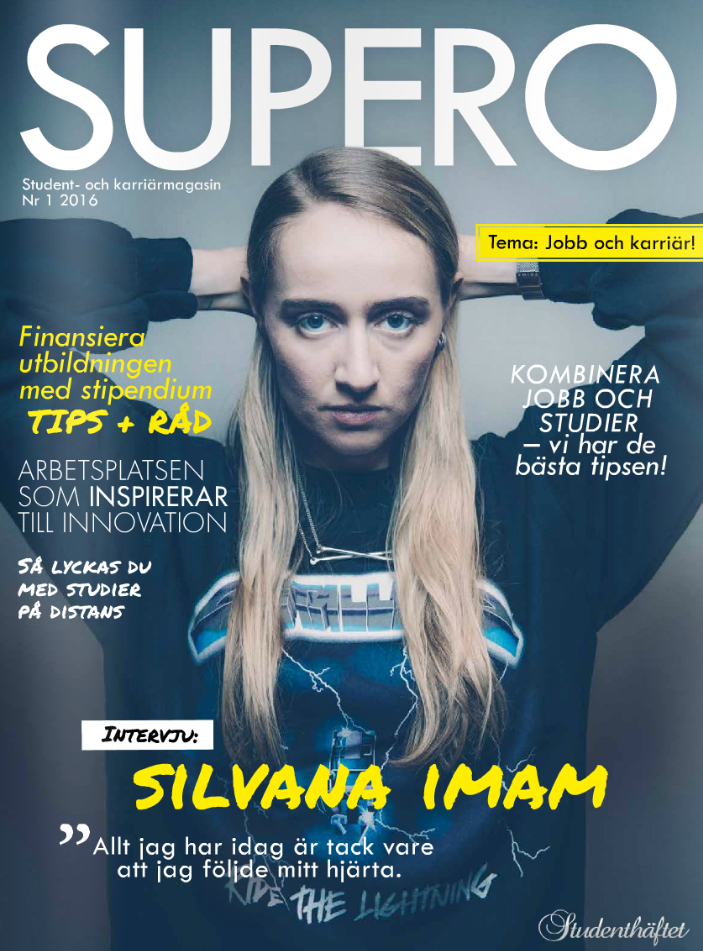 SUPERO
Student- och karriärmagasin
Nr 1 2016
Tema: Jobb och karriär!
Finansiera
utbildningen
med stipendium
TIPS + RÅD
KOMBINERA
JOBB OCH
STUDIER
– vi har de
bästa tipsen!
ARBETSPLATSEN
SOM INSPIRERAR
TILL INNOVATION
SÅ LYCKAS DU
MED STUDIER
PÅ DISTANS
INTERVJU:
SILVANA IMAM
”Allt jag har idag är tack vare
att jag följde mitt hjärta.
RIDE THE LIGHTNING
Studenthäftet